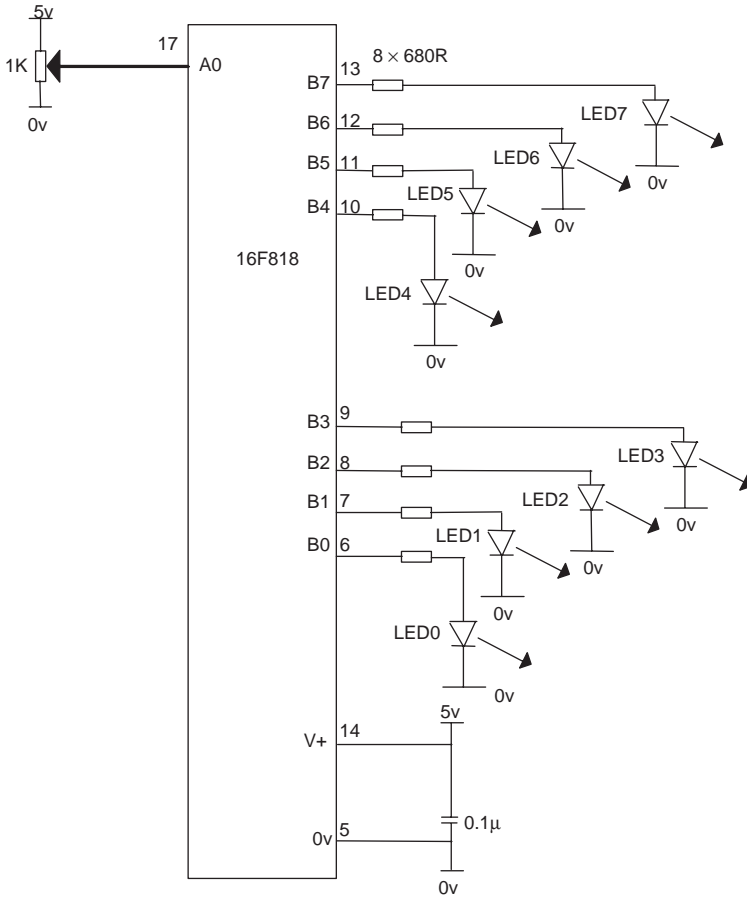 5v
1K
0v
17
A0
16F818
8 × 680R
B7 13
LED7
0v
B6 12
LED6
0v
B5 11
LED5
0v
B4 10
LED4
0v
B3 9
LED3
0v
B2 8
LED2
0v
B1 7
LED1
0v
B0 6
LED0
0v
5v
V+ 14
0.1µ
0v 5
0v